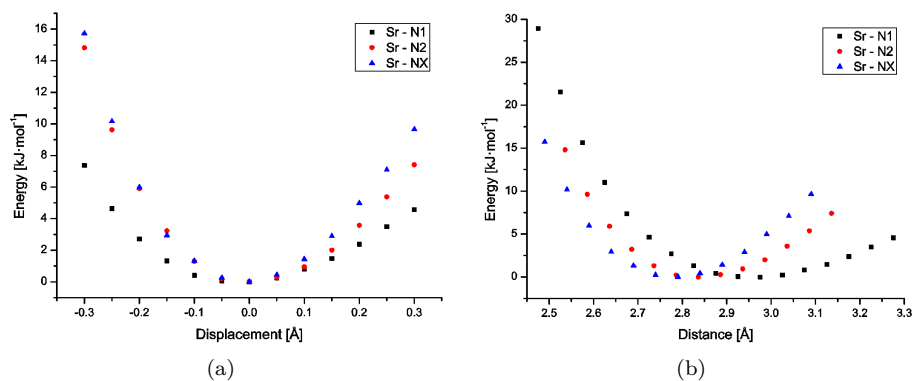 16
14
12
10
8
6
4
2
0
Energy [kJ·mol⁻¹]
Sr - N1
Sr - N2
Sr - NX
-0.3 -0.2 -0.1 0.0 0.1 0.2 0.3
Displacement [Å]
(a)
30
25
20
15
10
5
0
-5
Energy [kJ·mol⁻¹]
Sr - N1
Sr - N2
Sr - NX
2.5 2.6 2.7 2.8 2.9 3.0 3.1 3.2 3.3
Distance [Å]
(b)